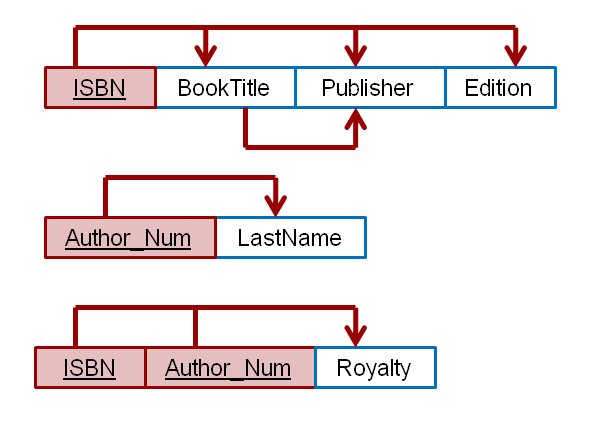 ISBN BookTitle Publisher Edition
Author_Num LastName
ISBN Author_Num Royalty